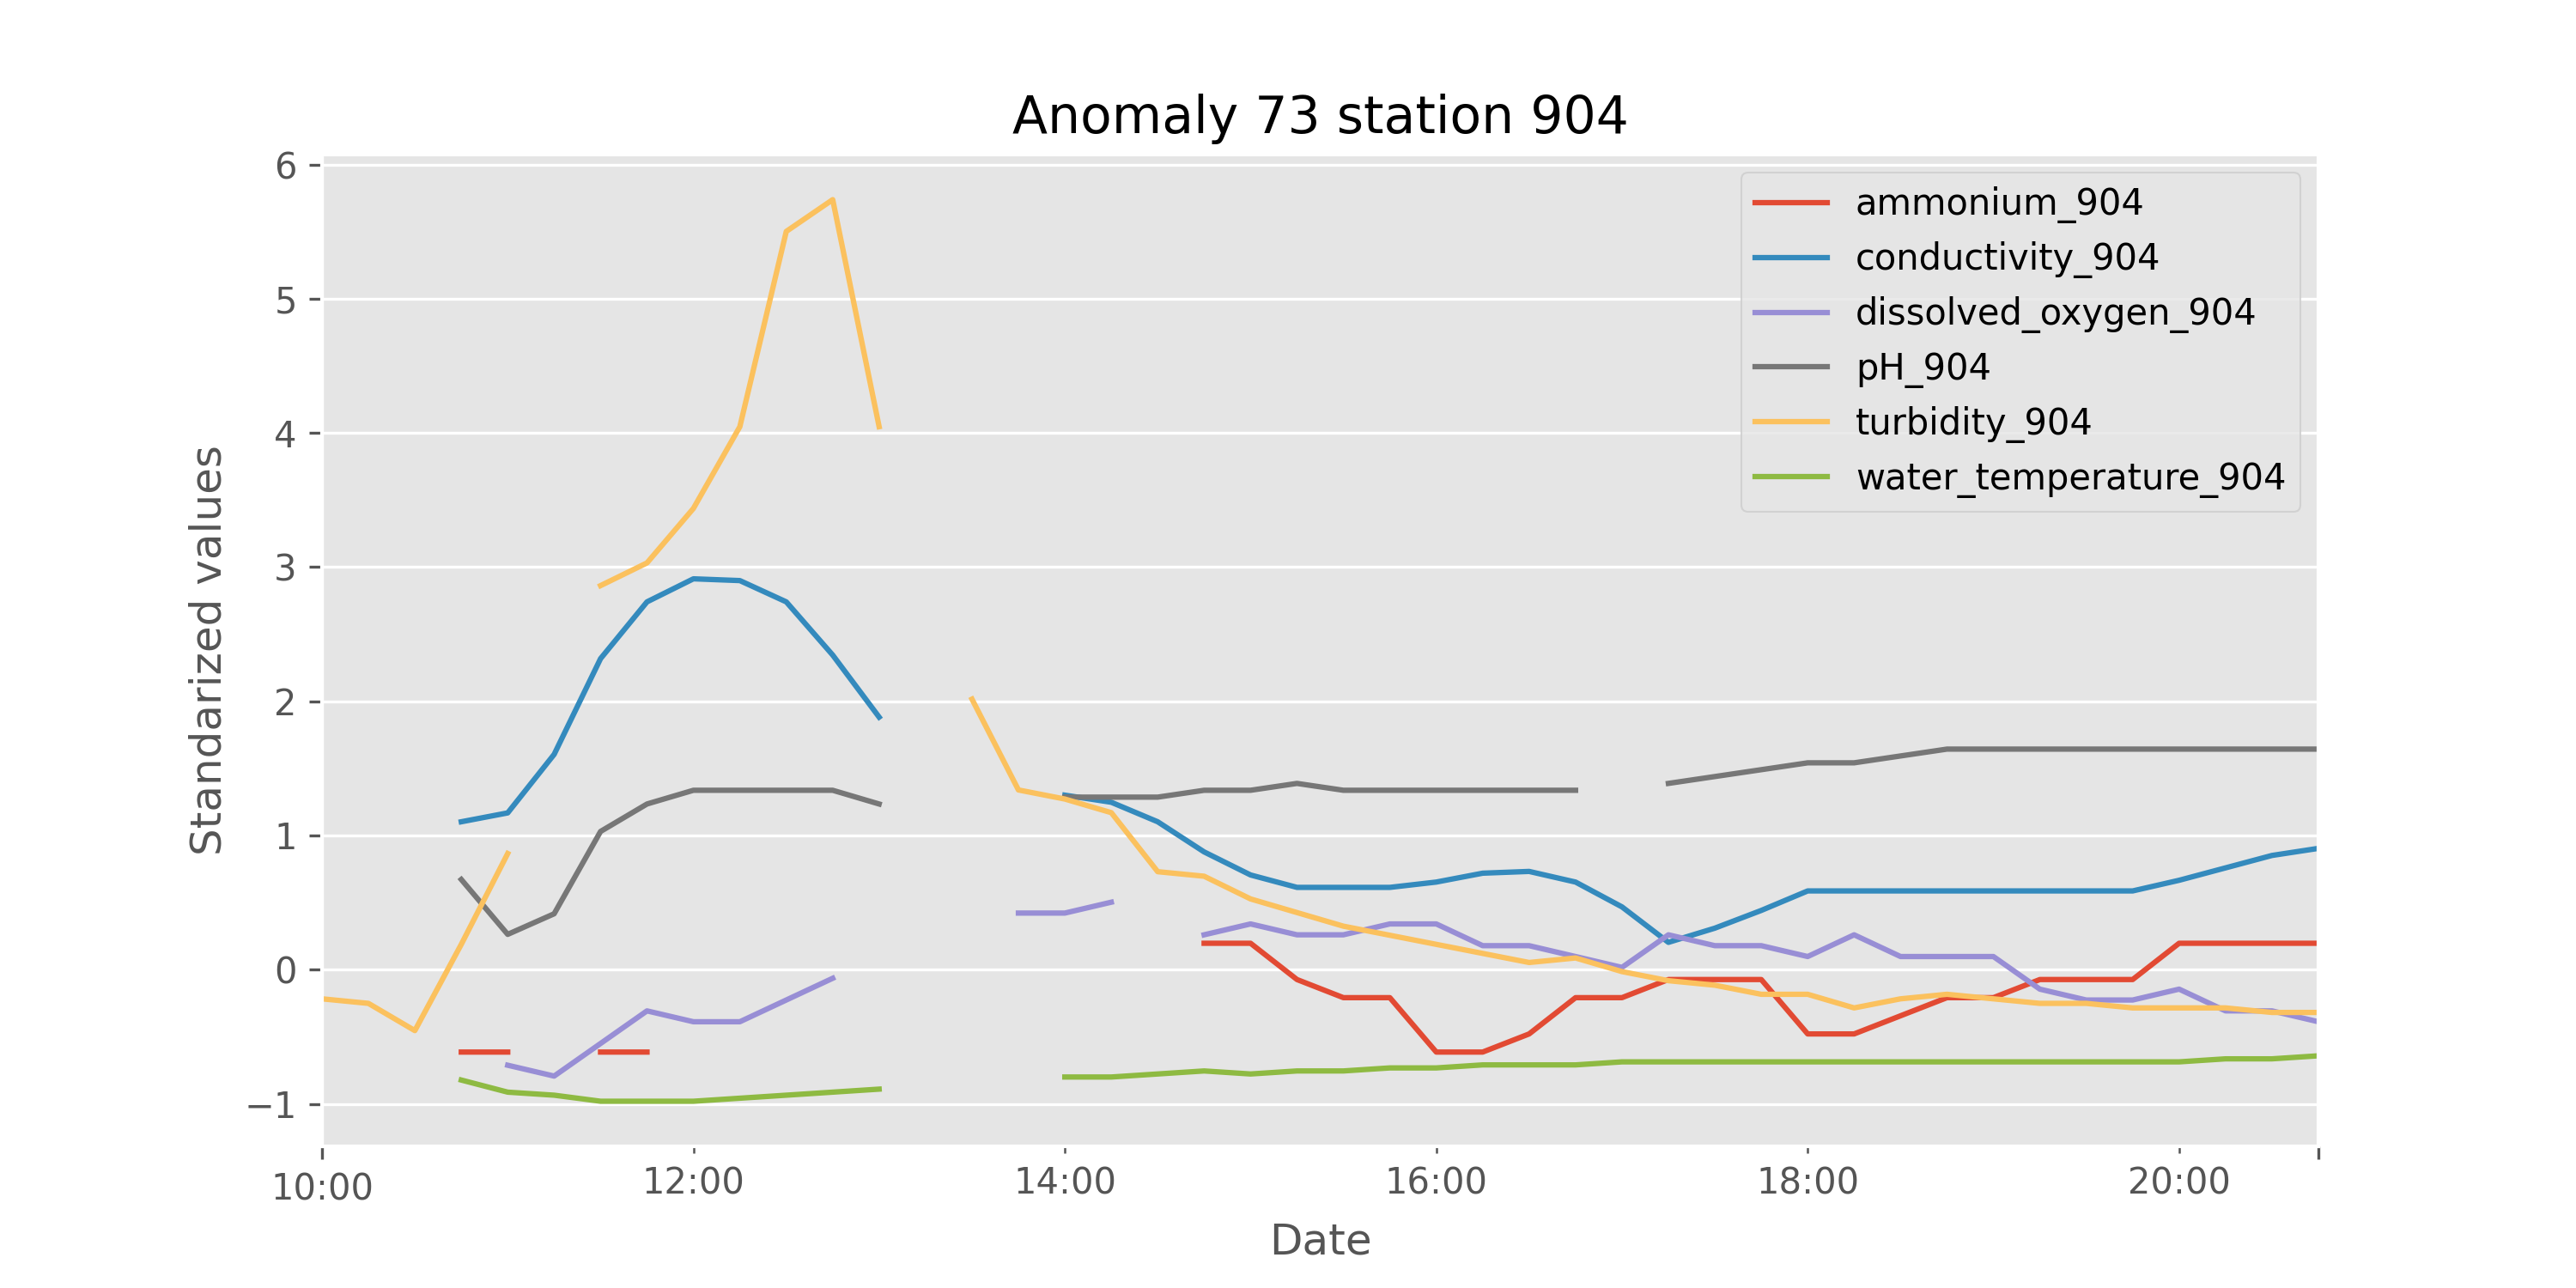 Anomaly 73 station 904
6
5
4
3
2
1
0
−1
Standarized values
ammonium_904
conductivity_904
dissolved_oxygen_904
pH_904
turbidity_904
water_temperature_904
10:00 12:00 14:00 16:00 18:00 20:00
Date